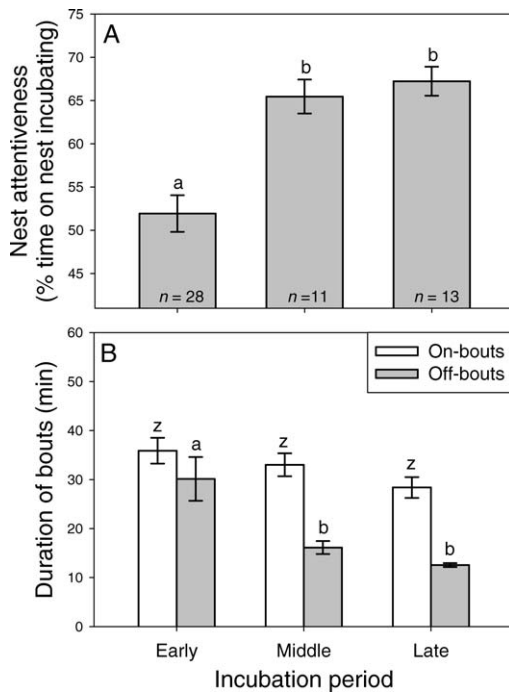 A
Nest attentiveness
(% time on nest incubating)
75
70
65
60
55
50
45
a
b
b
n = 28
n =11
n = 13
B
On-bouts
Off-bouts
Duration of bouts (min)
60
50
40
30
20
10
0
z
a
z
b
z
b
Early
Middle
Late
Incubation period